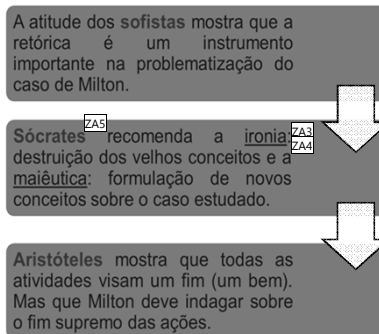 A atitude dos sofistas mostra que a
retórica é um instrumento
importante na problematização do
caso de Milton.
ZA5
Sócrates recomenda a ironia:
ZA3
ZA4
destruição dos velhos conceitos e a
maiêutica: formulação de novos
conceitos sobre o caso estudado.
Aristóteles mostra que todas as
atividades visam um fim (um bem).
Mas que Milton deve indagar sobre
o fim supremo das ações.